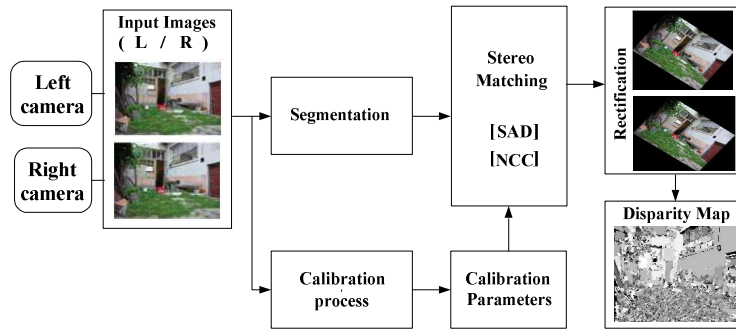 Input Images
( L / R )
Left
camera
Right
camera
Segmentation
Calibration
process
Stereo
Matching
[SAD]
[NCC]
Calibration
Parameters
Rectification
Disparity Map